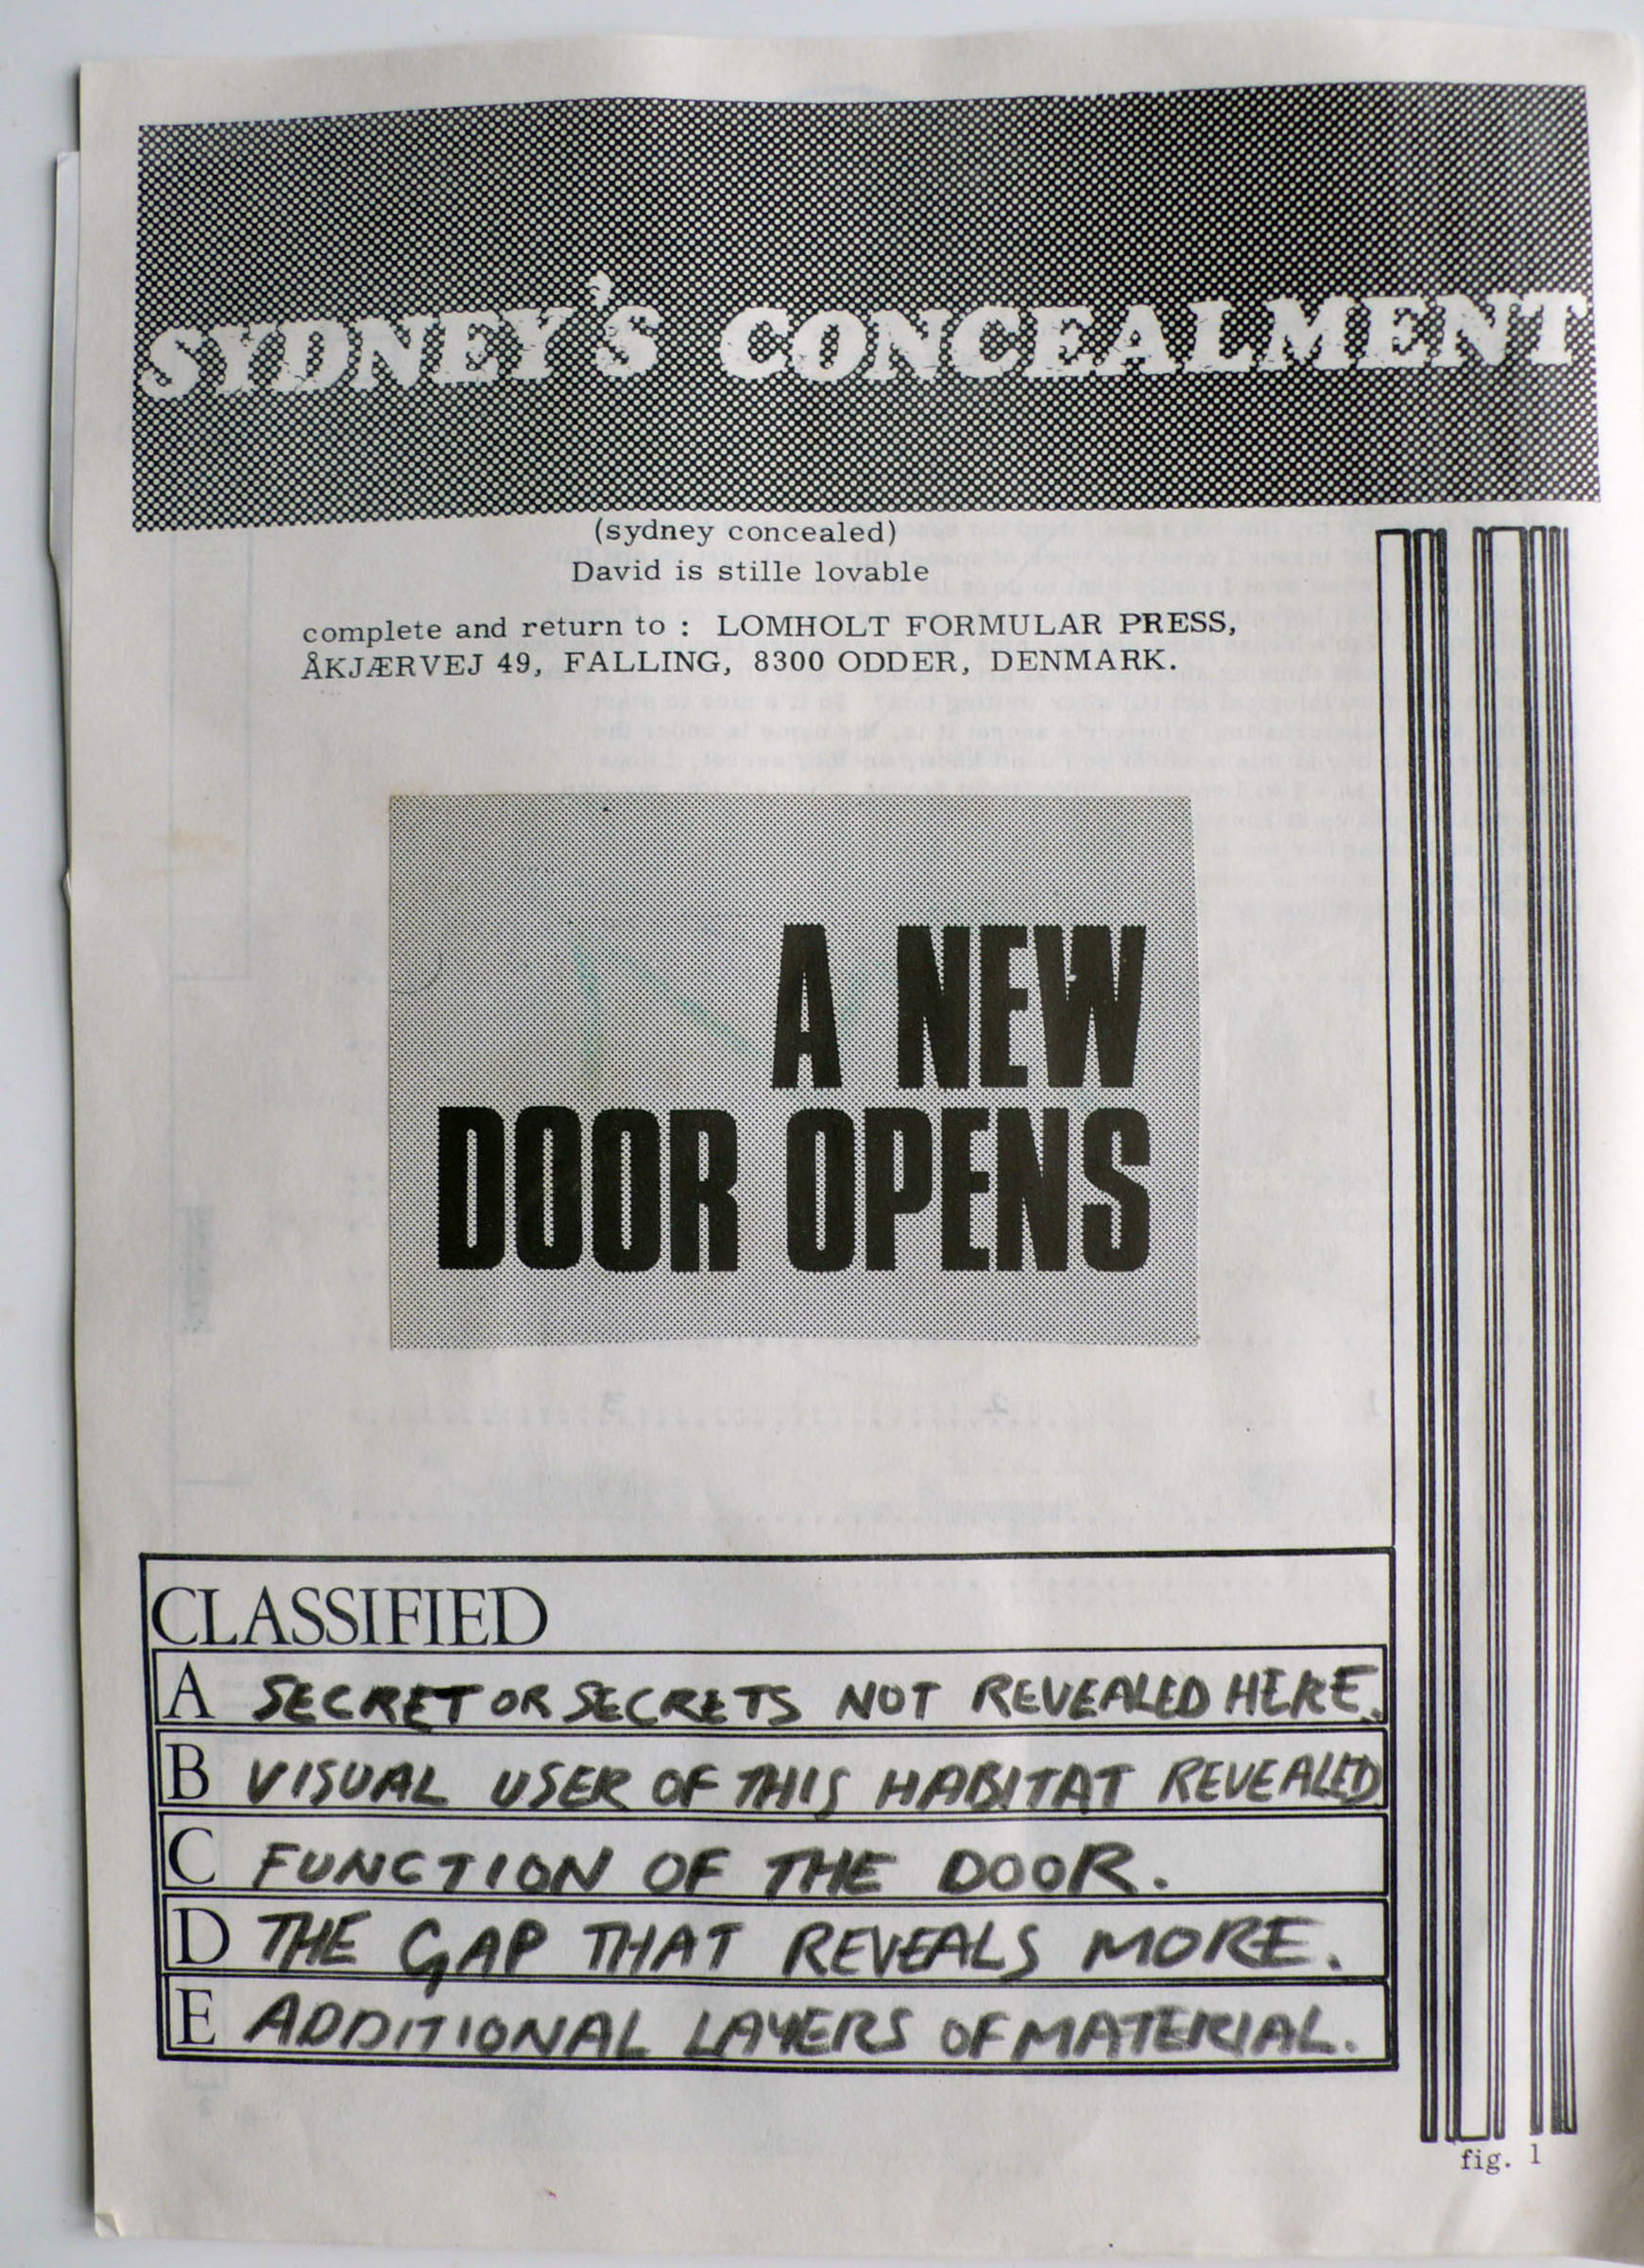 SYDNEY'S CONCEALMENT
(sydney concealed)
David is stille lovable
complete and return to : LOMHOLT FORMULAR PRESS,
ÅKJÆRVEJ 49, FALLING, 8300 ODDER, DENMARK.
A NEW
DOOR OPENS
CLASSIFIED
A SECRET OR SECRETS NOT REVEALED HERE.
B VISUAL USER OF THIS HABITAT REVEALED
C FUNCTION OF THE DOOR.
D THE GAP THAT REVEALS MORE.
E ADDITIONAL LAYERS OF MATERIAL.
fig. 1